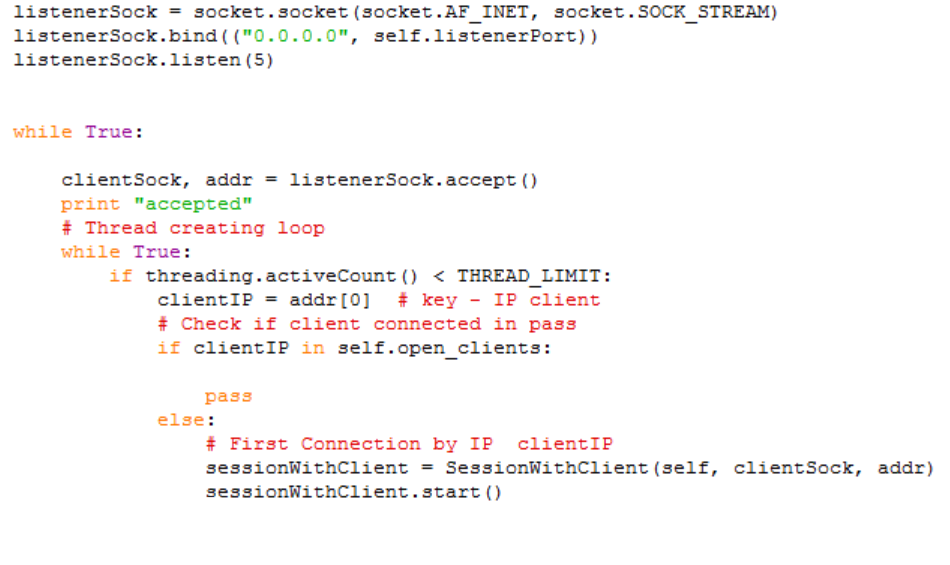 listenerSock = socket.socket(socket.AF_INET, socket.SOCK_STREAM)
listenerSock.bind(("0.0.0.0", self.listenerPort))
listenerSock.listen(5)
while True:
    clientSock, addr = listenerSock.accept()
    print "accepted"
    # Thread creating loop
    while True:
        if threading.activeCount() < THREAD_LIMIT:
            clientIP = addr[0]  # key - IP client
            # Check if client connected in pass
            if clientIP in self.open_clients:
                pass
            else:
                # First Connection by IP  clientIP
                sessionWithClient = SessionWithClient(self, clientSock, addr)
                sessionWithClient.start()